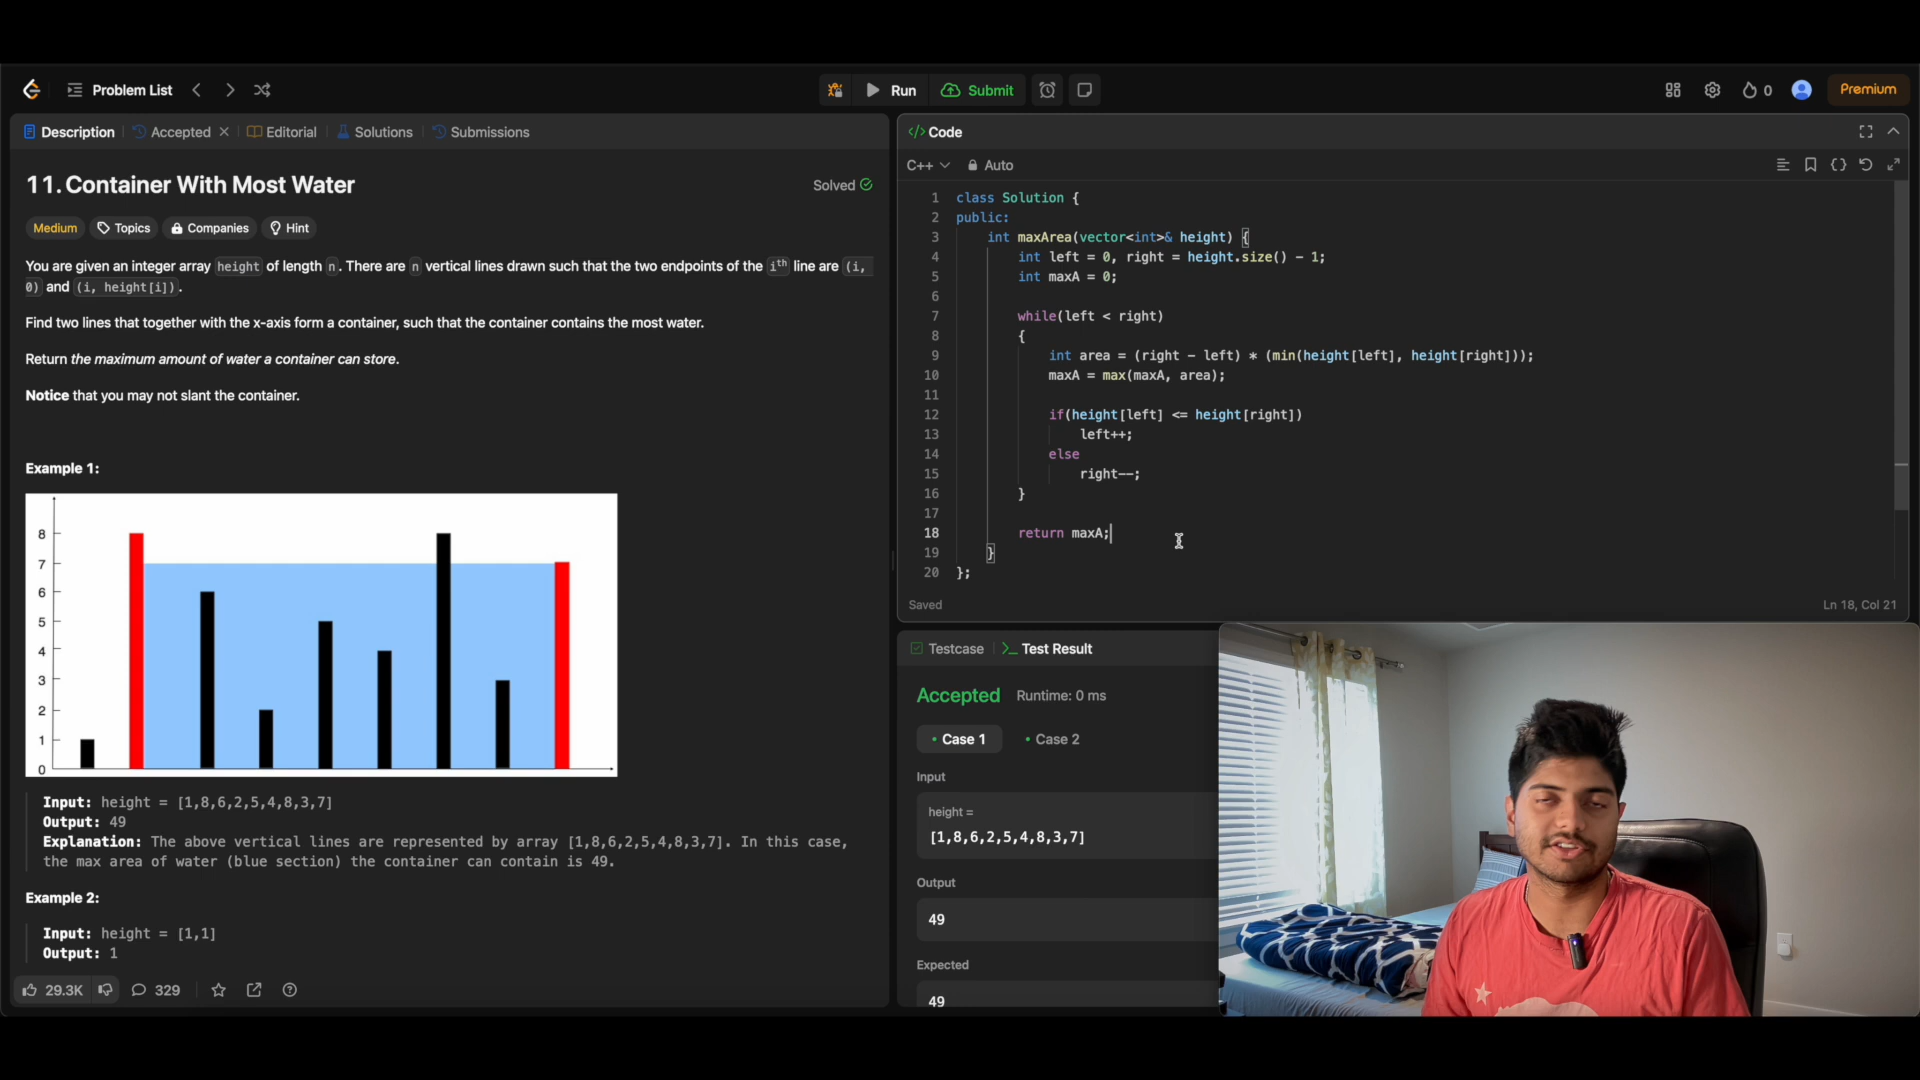 Problem List
Run
Submit
0
Premium
Description
Accepted
Editorial
Solutions
Submissions
11. Container With Most Water
Solved
Medium
Topics
Companies
Hint
You are given an integer array height of length n. There are n vertical lines drawn such that the two endpoints of the ith line are (i,
0) and (i, height[i]).
Find two lines that together with the x-axis form a container, such that the container contains the most water.
Return the maximum amount of water a container can store.
Notice that you may not slant the container.
Example 1:
8
7
6
5
4
3
2
1
0
Input: height = [1,8,6,2,5,4,8,3,7]
Output: 49
Explanation: The above vertical lines are represented by array [1,8,6,2,5,4,8,3,7]. In this case,
the max area of water (blue section) the container can contain is 49.
Example 2:
Input: height = [1,1]
Output: 1
29.3K
329
</> Code
C++
Auto
1 class Solution {
2 public:
3 int maxArea(vector<int>& height) {
4 int left = 0, right = height.size() - 1;
5 int maxA = 0;
6
7 while(left < right)
8 {
9 int area = (right - left) * (min(height[left], height[right]));
10 maxA = max(maxA, area);
11
12 if(height[left] <= height[right])
13 left++;
14 else
15 right--;
16 }
17
18 return maxA;
19 }
20 };
Saved
Ln 18, Col 21
Testcase
Test Result
Accepted
Runtime: 0 ms
Case 1
Case 2
Input
height =
[1,8,6,2,5,4,8,3,7]
Output
49
Expected
49